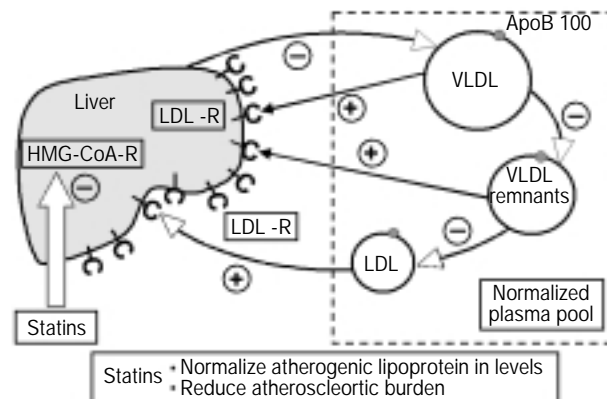 ApoB 100
VLDL
Liver
LDL -R
HMG-CoA-R
VLDL
remnants
LDL -R
LDL
Normalized
plasma pool
Statins
Statins
• Normalize atherogenic lipoprotein in levels
• Reduce atheroscleortic burden